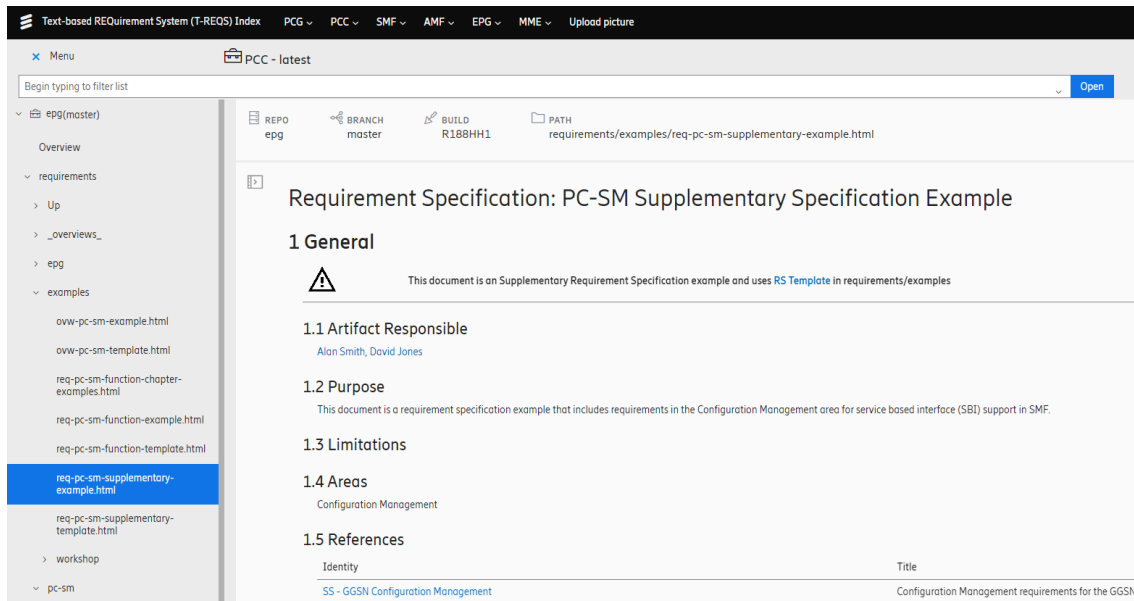 Text-based REQuirement System (T-REQS) Index PCG PCC SMF AMF EPG MME Upload picture
Menu
PCC - latest
Begin typing to filter list
Open
epg(master)
Overview
requirements
Up
_overviews_
epg
examples
ovw-pc-sm-example.html
ovw-pc-sm-template.html
req-pc-sm-function-chapter-
examples.html
req-pc-sm-function-example.html
req-pc-sm-function-template.html
req-pc-sm-supplementary-
example.html
req-pc-sm-supplementary-
template.html
workshop
pc-sm
REPO BRANCH BUILD PATH
epg master R188HH1 requirements/examples/req-pc-sm-supplementary-example.html
Requirement Specification: PC-SM Supplementary Specification Example
1 General
This document is an Supplementary Requirement Specification example and uses RS Template in requirements/examples
1.1 Artifact Responsible
Alan Smith, David Jones
1.2 Purpose
This document is a requirement specification example that includes requirements in the Configuration Management area for service based interface (SBI) support in SMF.
1.3 Limitations
1.4 Areas
Configuration Management
1.5 References
Identity Title
SS - GGSN Configuration Management Configuration Management requirements for the GGSN